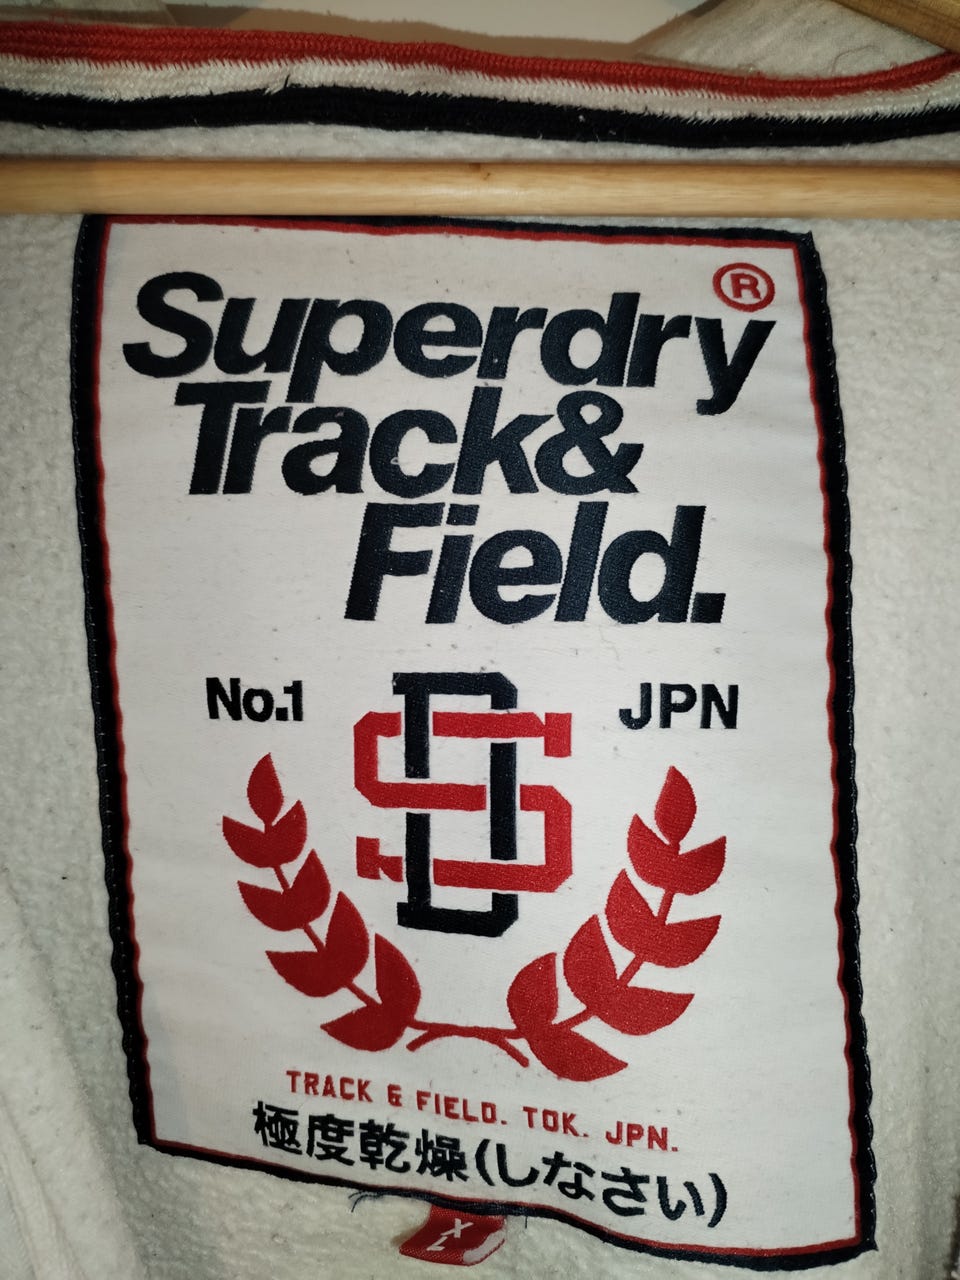 Superdry®
Track&
Field.
No.1 SD JPN
TRACK & FIELD. TOK. JPN.
極度乾燥(しなさい)
XL